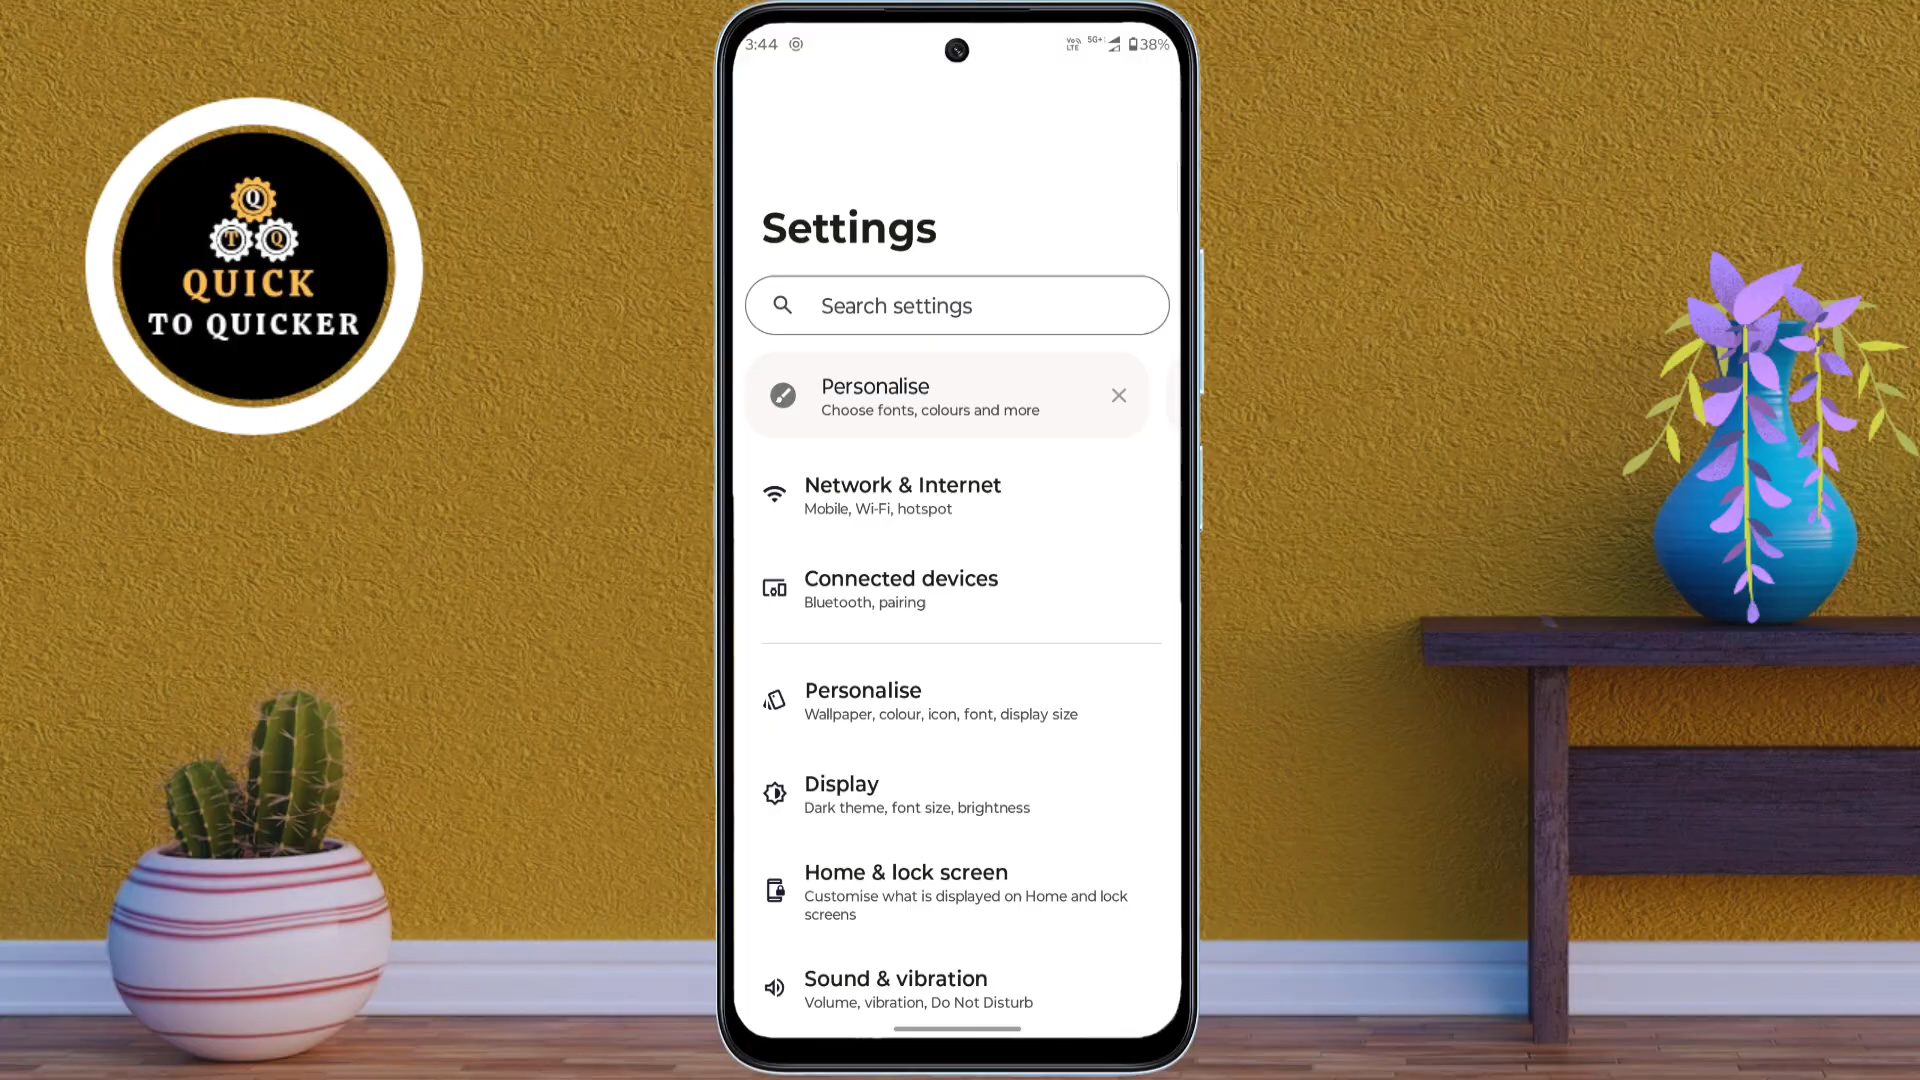 3:44
Vo))
LTE
5G+
38%
Q
T
Q
QUICK
TO QUICKER
Settings
Search settings
Personalise
Choose fonts, colours and more
Network & Internet
Mobile, Wi-Fi, hotspot
Connected devices
Bluetooth, pairing
Personalise
Wallpaper, colour, icon, font, display size
Display
Dark theme, font size, brightness
Home & lock screen
Customise what is displayed on Home and lock
screens
Sound & vibration
Volume, vibration, Do Not Disturb